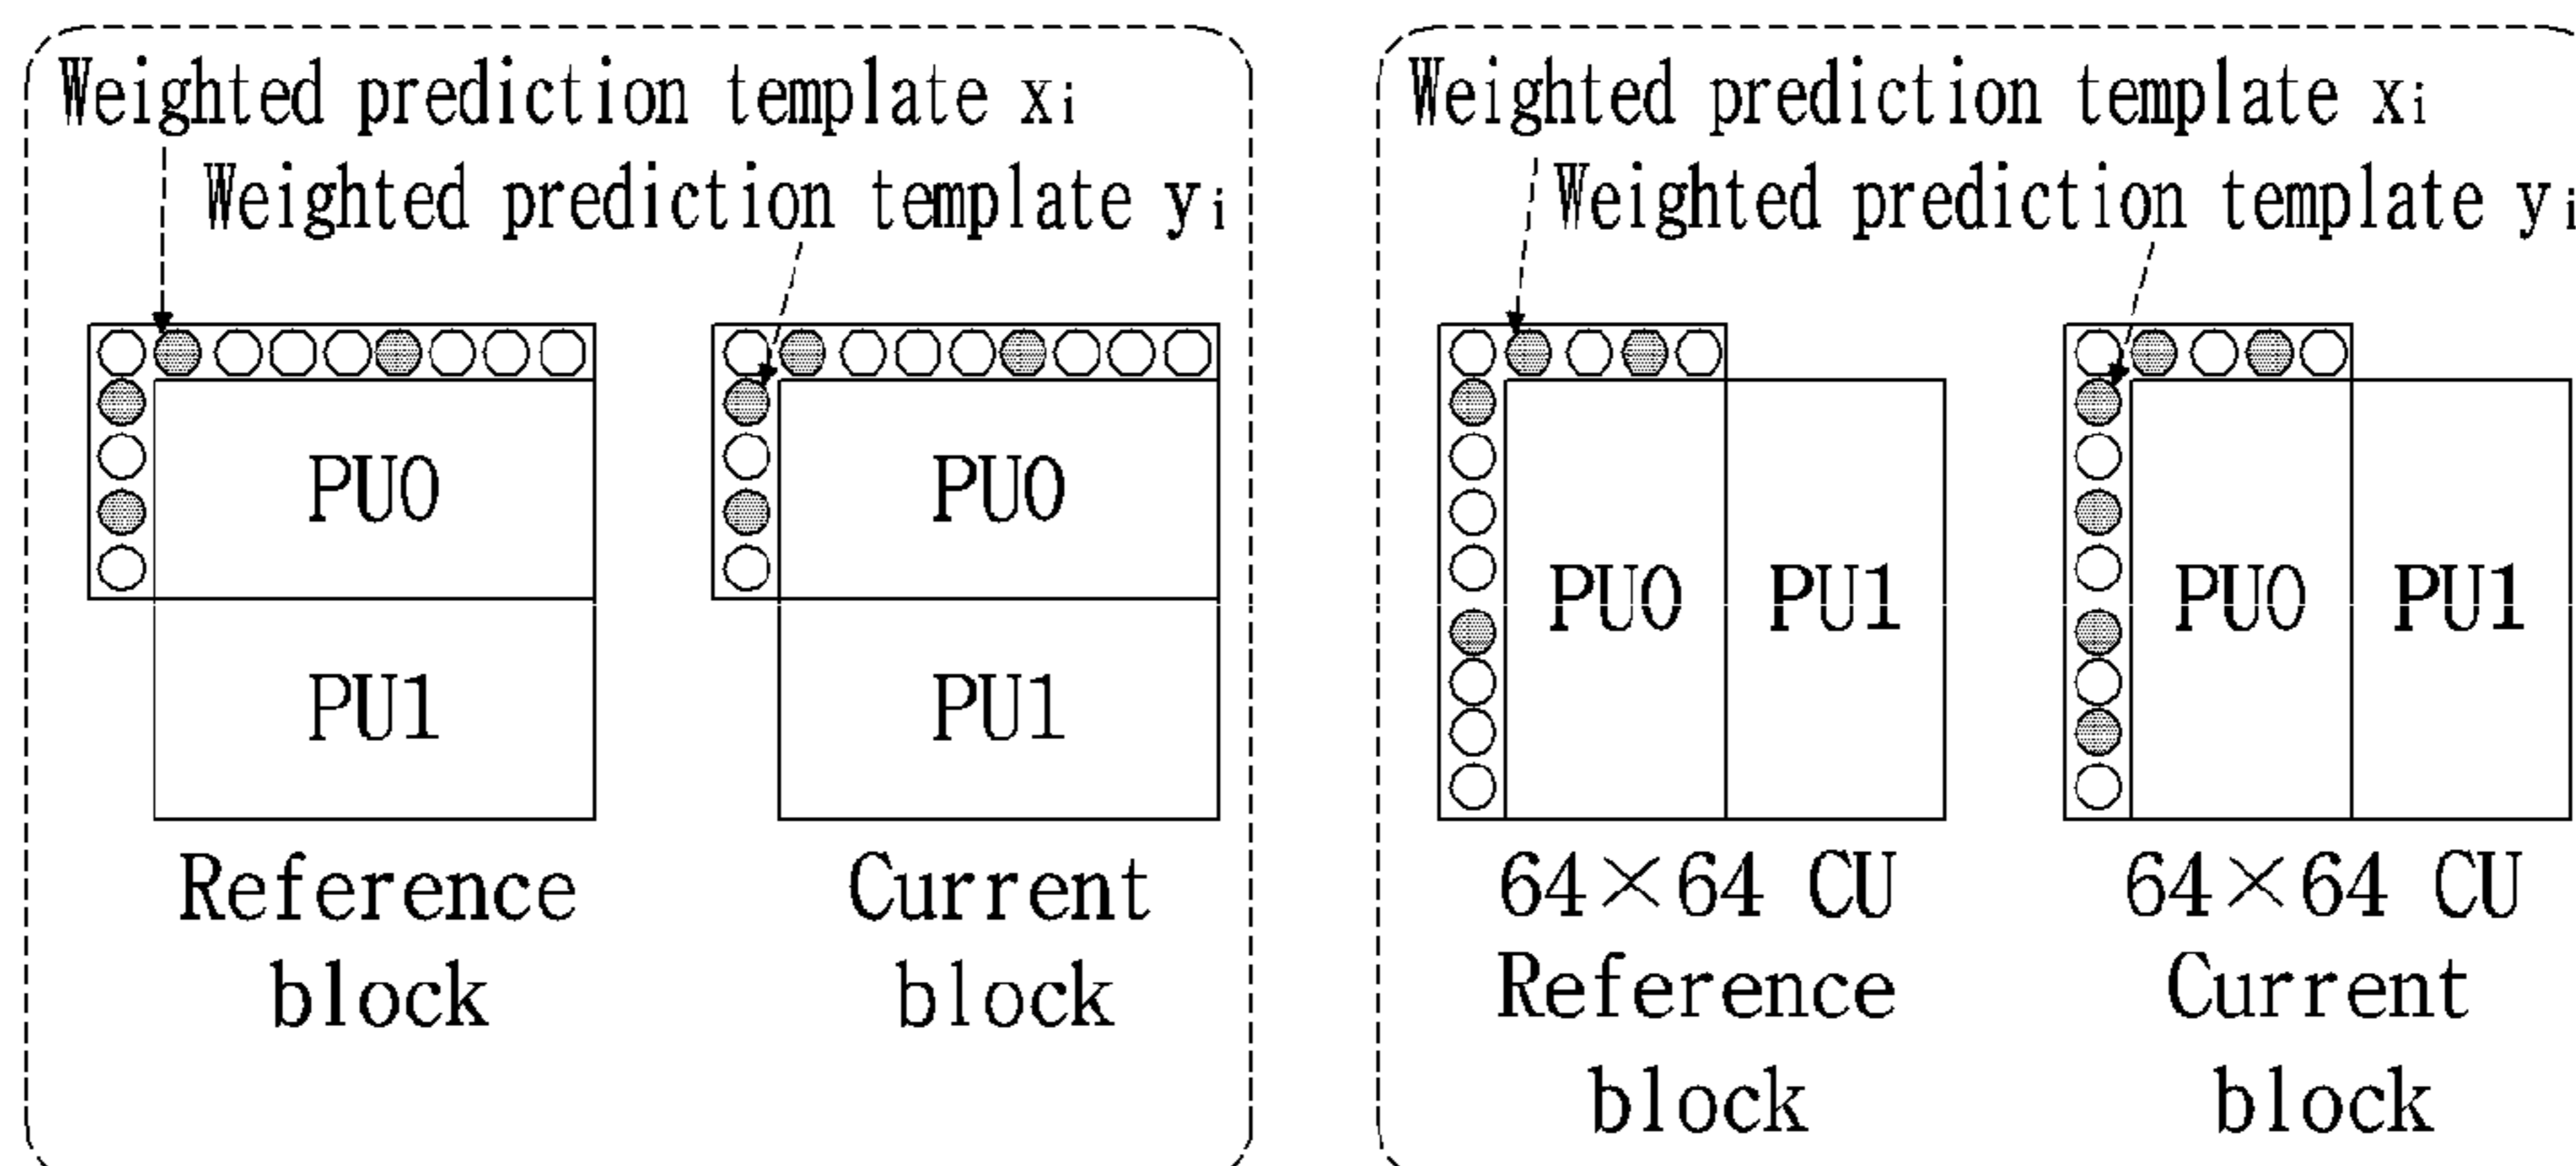 Weighted prediction template xi
Weighted prediction template yi
PU0
PU1
Reference
block
PU0
PU1
Current
block
Weighted prediction template xi
Weighted prediction template yi
PU0 PU1
64×64 CU
Reference
block
PU0 PU1
64×64 CU
Current
block